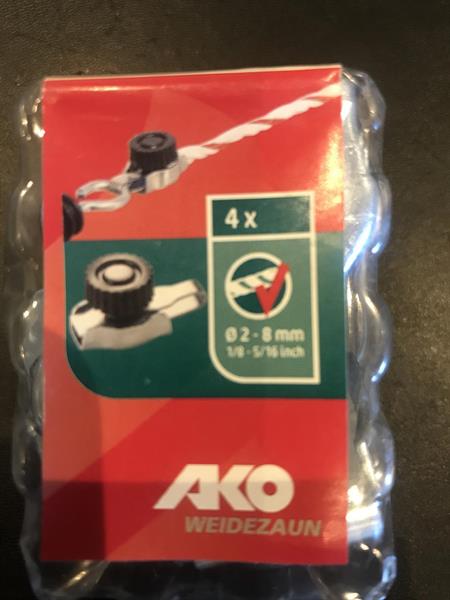 4 x
Ø 2 - 8 mm
1/8 - 5/16 inch
AKO
WEIDEZAUN